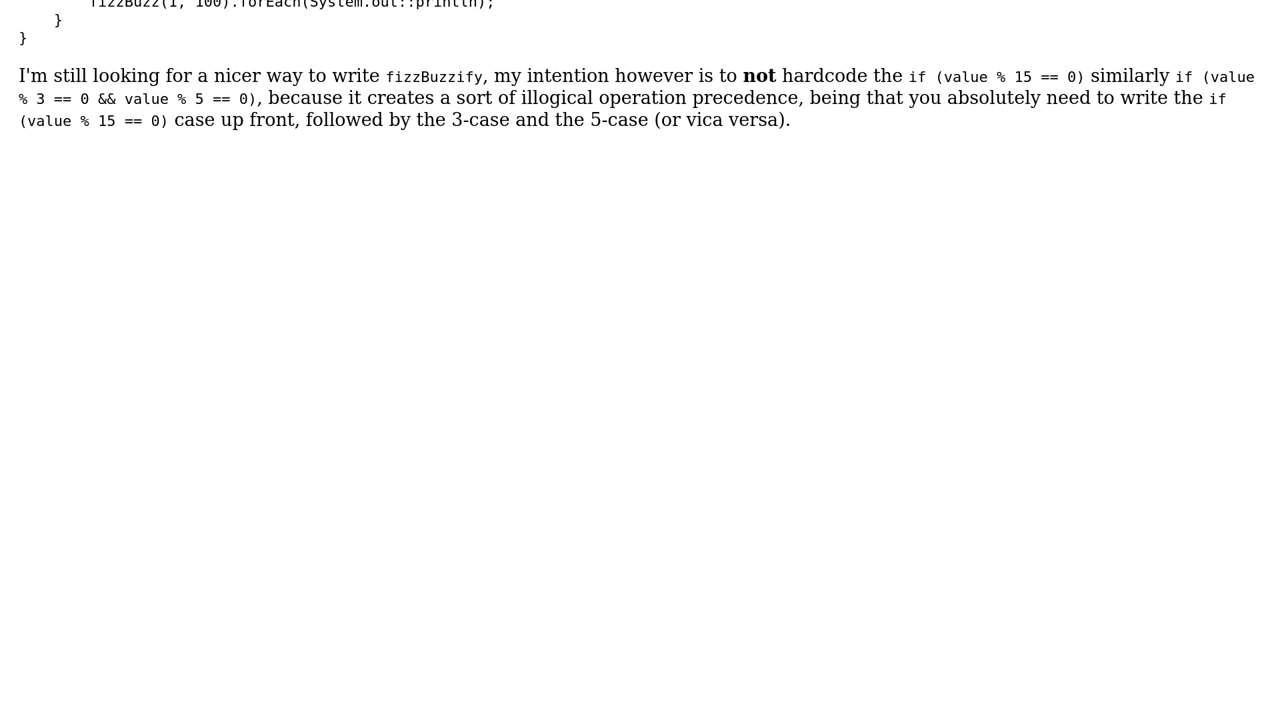 fizzBuzz(1, 100).forEach(System.out::println);
}
}
I'm still looking for a nicer way to write fizzBuzzify, my intention however is to not hardcode the if (value % 15 == 0) similarly if (value
% 3 == 0 && value % 5 == 0), because it creates a sort of illogical operation precedence, being that you absolutely need to write the if
(value % 15 == 0) case up front, followed by the 3-case and the 5-case (or vica versa).